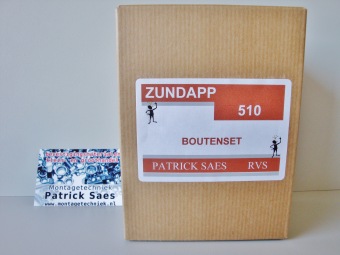 ZUNDAPP
510
BOUTENSET
PATRICK SAES RVS
Montagetechniek
Patrick Saes
www.montagetechniek.nl